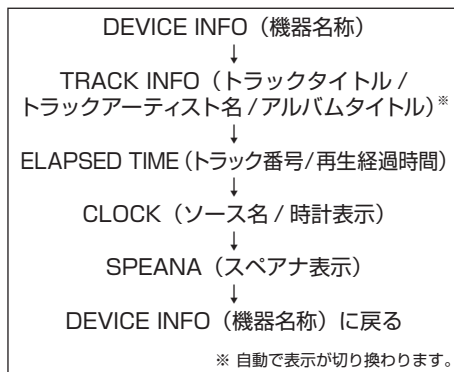 DEVICE INFO（機器名称）
↓
TRACK INFO（トラックタイトル /
トラックアーティスト名 / アルバムタイトル）※
↓
ELAPSED TIME（トラック番号/再生経過時間）
↓
CLOCK（ソース名 / 時計表示）
↓
SPEANA（スペアナ表示）
↓
DEVICE INFO（機器名称）に戻る
※ 自動で表示が切り換わります。